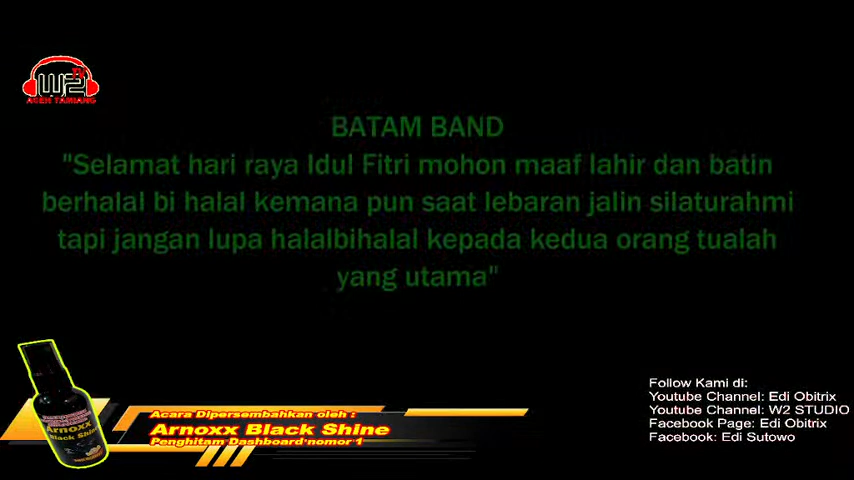 W2 TV
ACEH TAMIANG
BATAM BAND
"Selamat hari raya Idul Fitri mohon maaf lahir dan batin
berhalal bi halal kemana pun saat lebaran jalin silaturahmi
tapi jangan lupa halalbihalal kepada kedua orang tualah
yang utama"
Arnoxx
Black Shine
Acara Dipersembahkan oleh :
Arnoxx Black Shine
Penghitam Dashboard nomor 1
Follow Kami di:
Youtube Channel: Edi Obitrix
Youtube Channel: W2 STUDIO
Facebook Page: Edi Obitrix
Facebook: Edi Sutowo